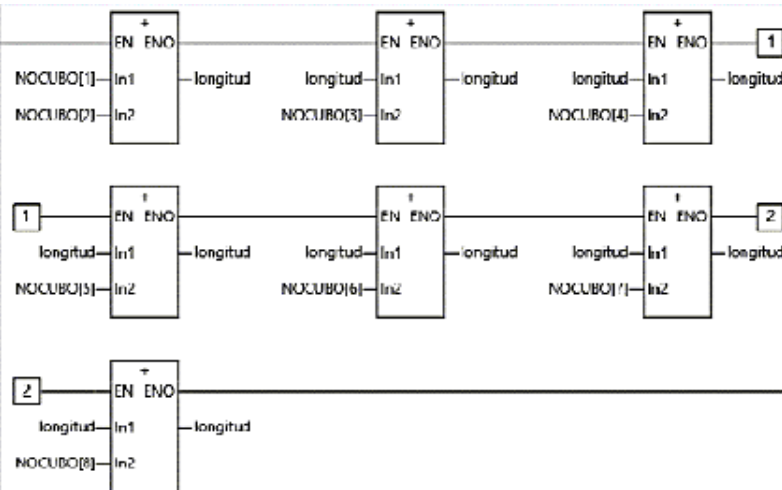 + + +
EN ENO EN ENO EN ENO 1
NOCUBO[1] In1 longitud longitud In1 longitud longitud In1 longitud
NOCUBO[2] In2 NOCUBO[3] In2 NOCUBO[4] In2
+ + +
1 EN ENO EN ENO EN ENO 2
longitud In1 longitud longitud In1 longitud longitud In1 longitud
NOCUBO[5] In2 NOCUBO[6] In2 NOCUBO[7] In2
+
2 EN ENO
longitud In1 longitud
NOCUBO[8] In2